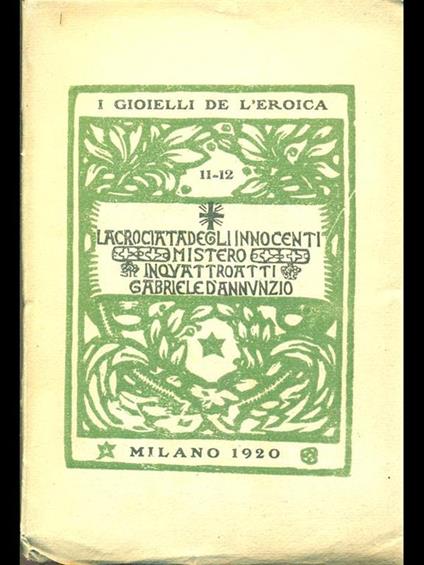 I GIOIELLI DE L'EROICA
11-12
LA CROCIATA DEGLI INNOCENTI
MISTERO
IN QVATTRO ATTI
GABRIELE D'ANNVNZIO
MILANO 1920